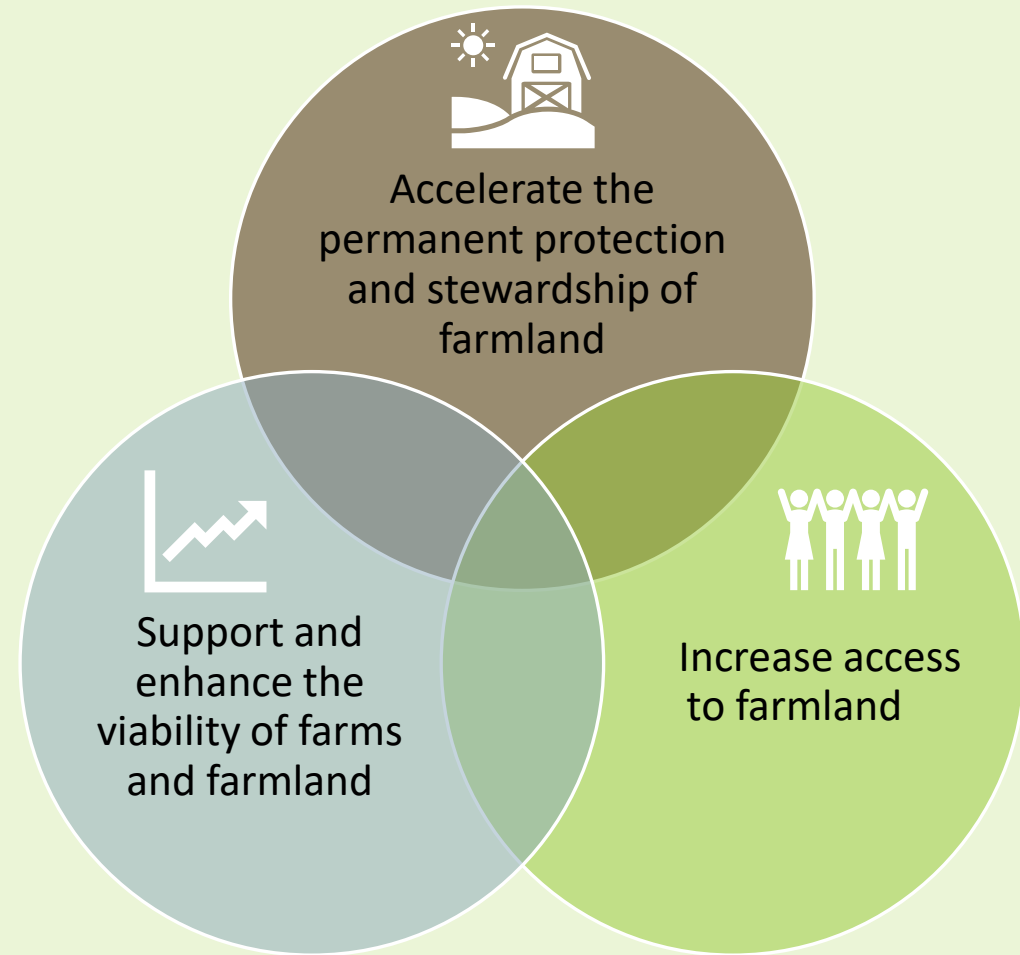 Accelerate the
permanent protection
and stewardship of
farmland
Support and
enhance the
viability of farms
and farmland
Increase access
to farmland